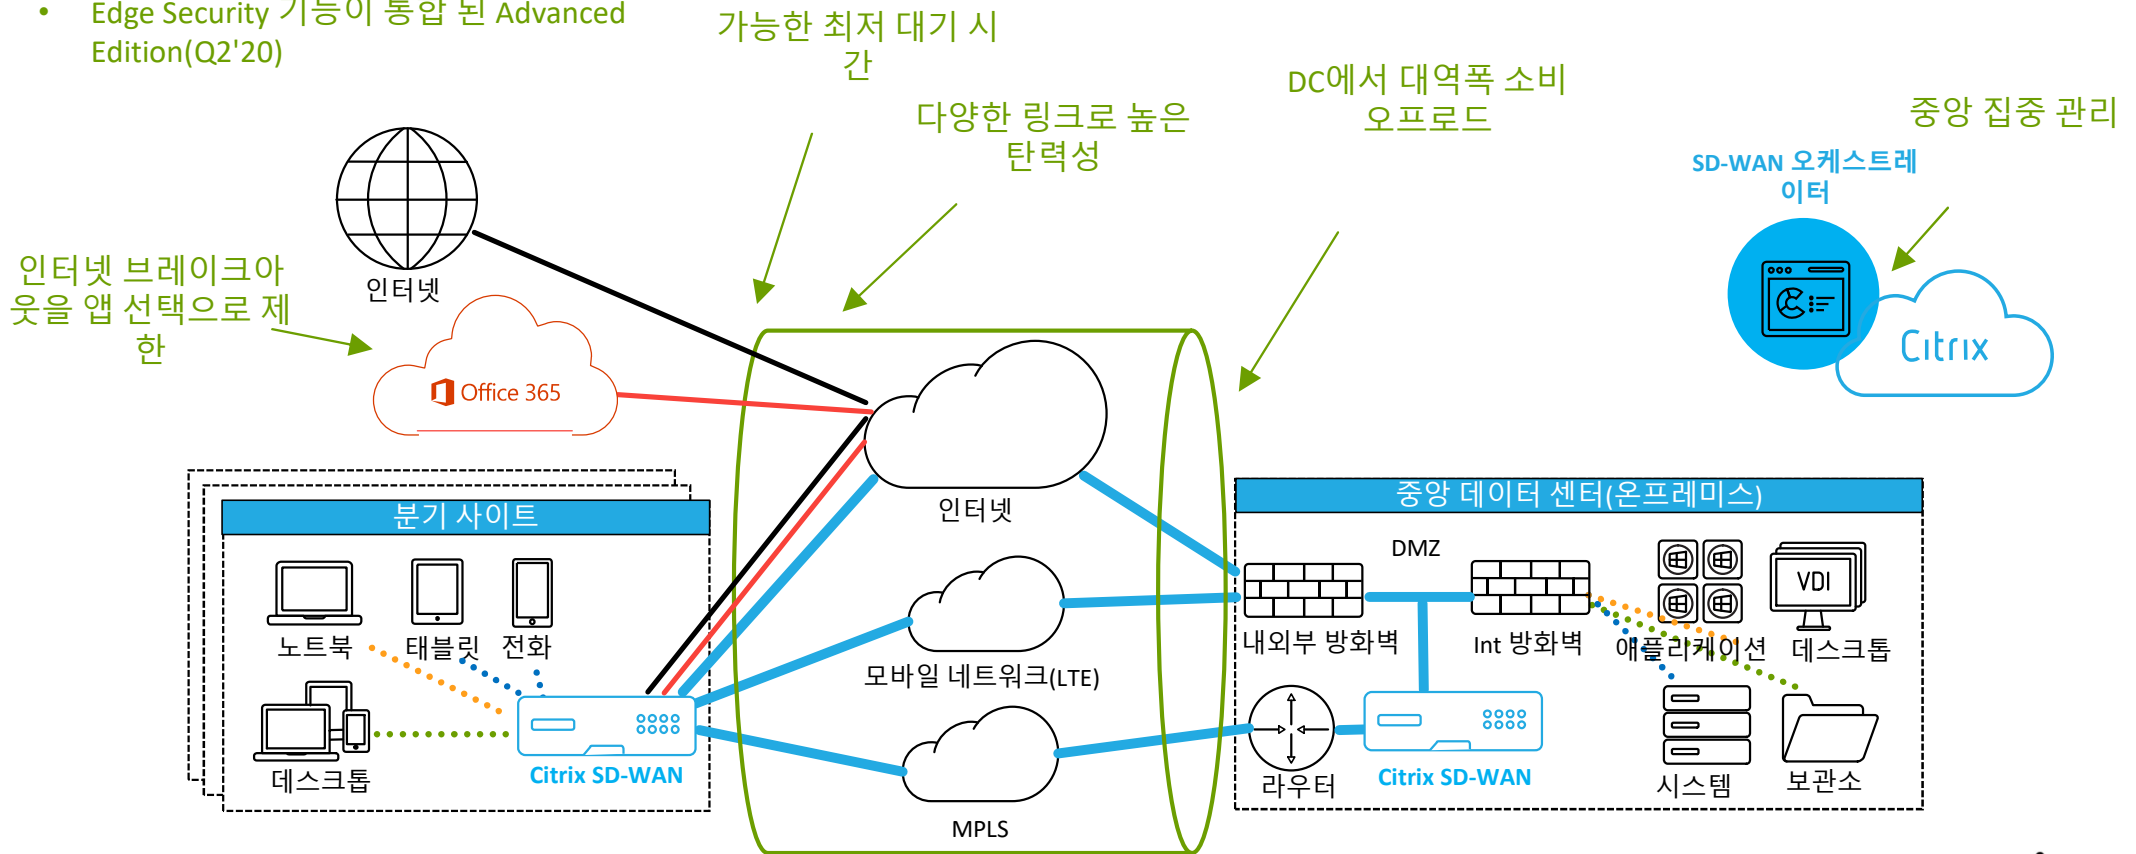 • Edge Security 기능이 통합 된 Advanced
Edition(Q2'20)
가능한 최저 대기 시
간
다양한 링크로 높은
탄력성
DC에서 대역폭 소비
오프로드
중앙 집중 관리
SD-WAN 오케스트레
이터
Citrix
인터넷
인터넷 브레이크아
웃을 앱 선택으로 제
한
Office 365
분기 사이트
노트북
태블릿
전화
데스크톱
Citrix SD-WAN
인터넷
모바일 네트워크(LTE)
MPLS
중앙 데이터 센터(온프레미스)
DMZ
VDI
내외부 방화벽
Int 방화벽
애플리케이션
데스크톱
라우터
Citrix SD-WAN
시스템
보관소